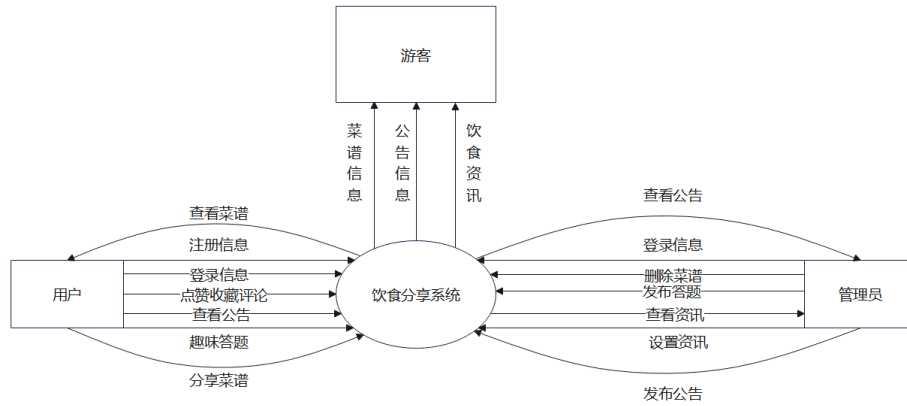 游客
菜谱信息
公告信息
饮食资讯
查看菜谱
查看公告
注册信息
登录信息
登录信息
删除菜谱
用户
点赞收藏评论
饮食分享系统
发布答题
管理员
查看公告
查看资讯
趣味答题
设置资讯
分享菜谱
发布公告